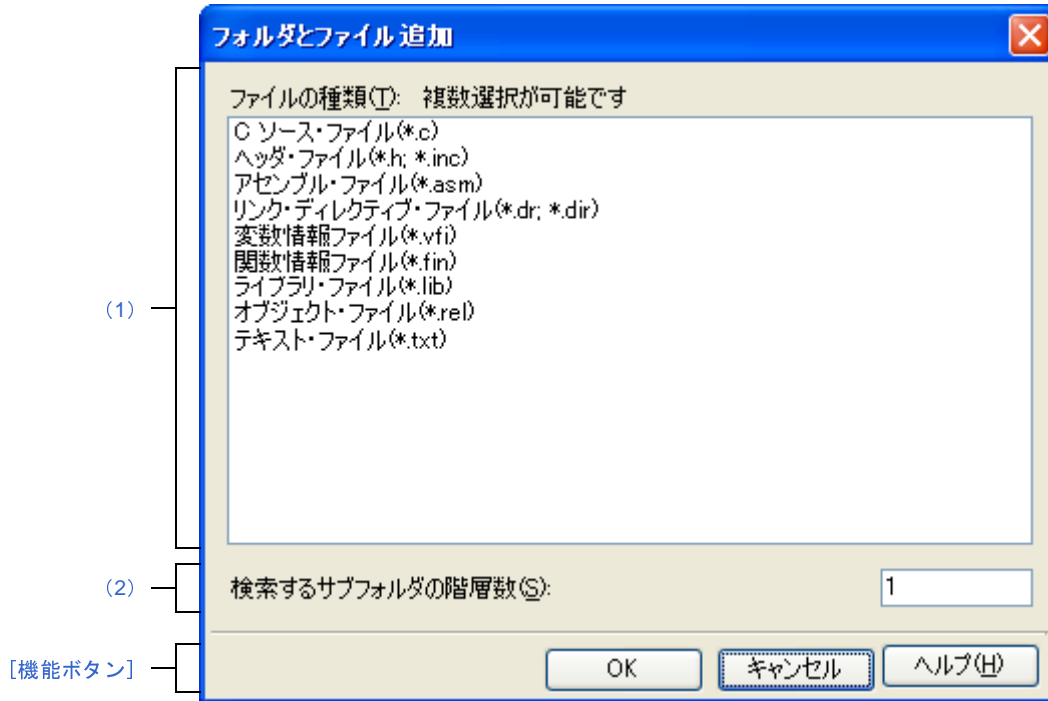 フォルダとファイル追加
ファイルの種類(T): 複数選択が可能です
C ソース・ファイル(*.c)
ヘッダ・ファイル(*.h; *.inc)
アセンブル・ファイル(*.asm)
リンク・ディレクティブ・ファイル(*.dr; *.dir)
変数情報ファイル(*.vfi)
関数情報ファイル(*.fin)
ライブラリ・ファイル(*.lib)
オブジェクト・ファイル(*.rel)
テキスト・ファイル(*.txt)
(1)
(2)
検索するサブフォルダの階層数(S): 1
[機能ボタン]
OK キャンセル ヘルプ(H)